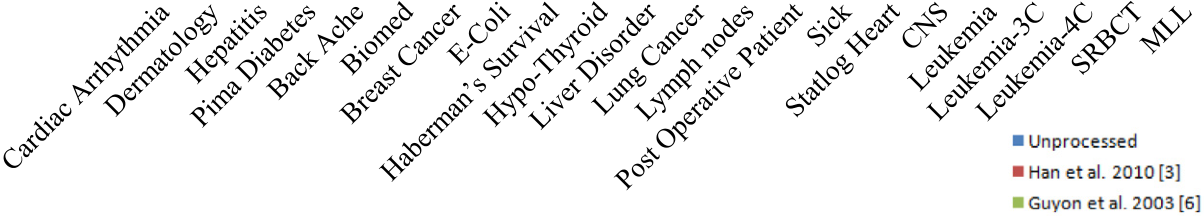 Cardiac Arrhythmia
Dermatology
Hepatitis
Pima Diabetes
Back Ache
Biomed
Breast Cancer
E-Coli
Haberman's Survival
Hypo-Thyroid
Liver Disorder
Lung Cancer
Lymph nodes
Post Operative Patient
Sick
Statlog Heart
CNS
Leukemia
Leukemia-3C
Leukemia-4C
SRBCT
MLL
Unprocessed
Han et al. 2010 [3]
Guyon et al. 2003 [6]